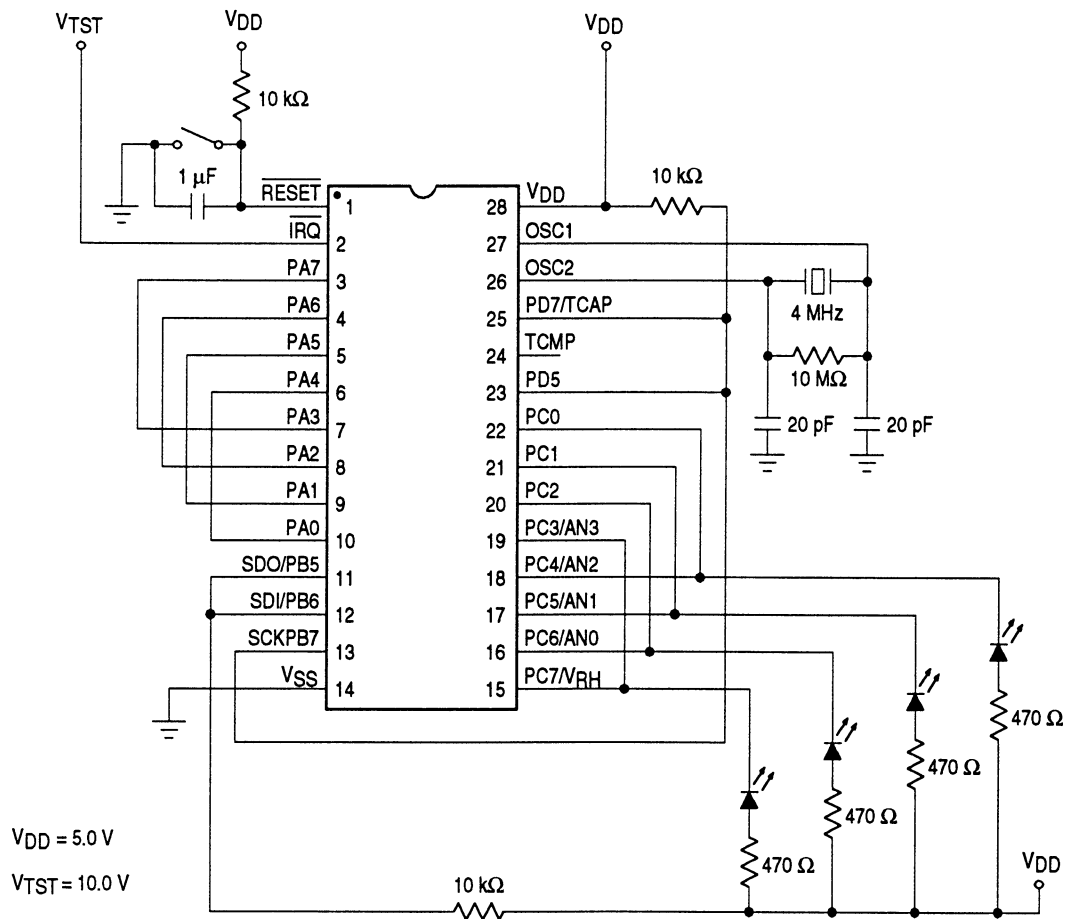 VTST
VDD
VDD
10 kΩ
1 µF
10 kΩ
RESET 1
IRQ 2
PA7 3
PA6 4
PA5 5
PA4 6
PA3 7
PA2 8
PA1 9
PA0 10
SDO/PB5 11
SDI/PB6 12
SCKPB7 13
VSS 14
28 VDD
27 OSC1
26 OSC2
25 PD7/TCAP
24 TCMP
23 PD5
22 PC0
21 PC1
20 PC2
19 PC3/AN3
18 PC4/AN2
17 PC5/AN1
16 PC6/AN0
15 PC7/VRH
4 MHz
10 MΩ
20 pF
20 pF
470 Ω
470 Ω
470 Ω
470 Ω
VDD = 5.0 V
VTST = 10.0 V
10 kΩ
VDD